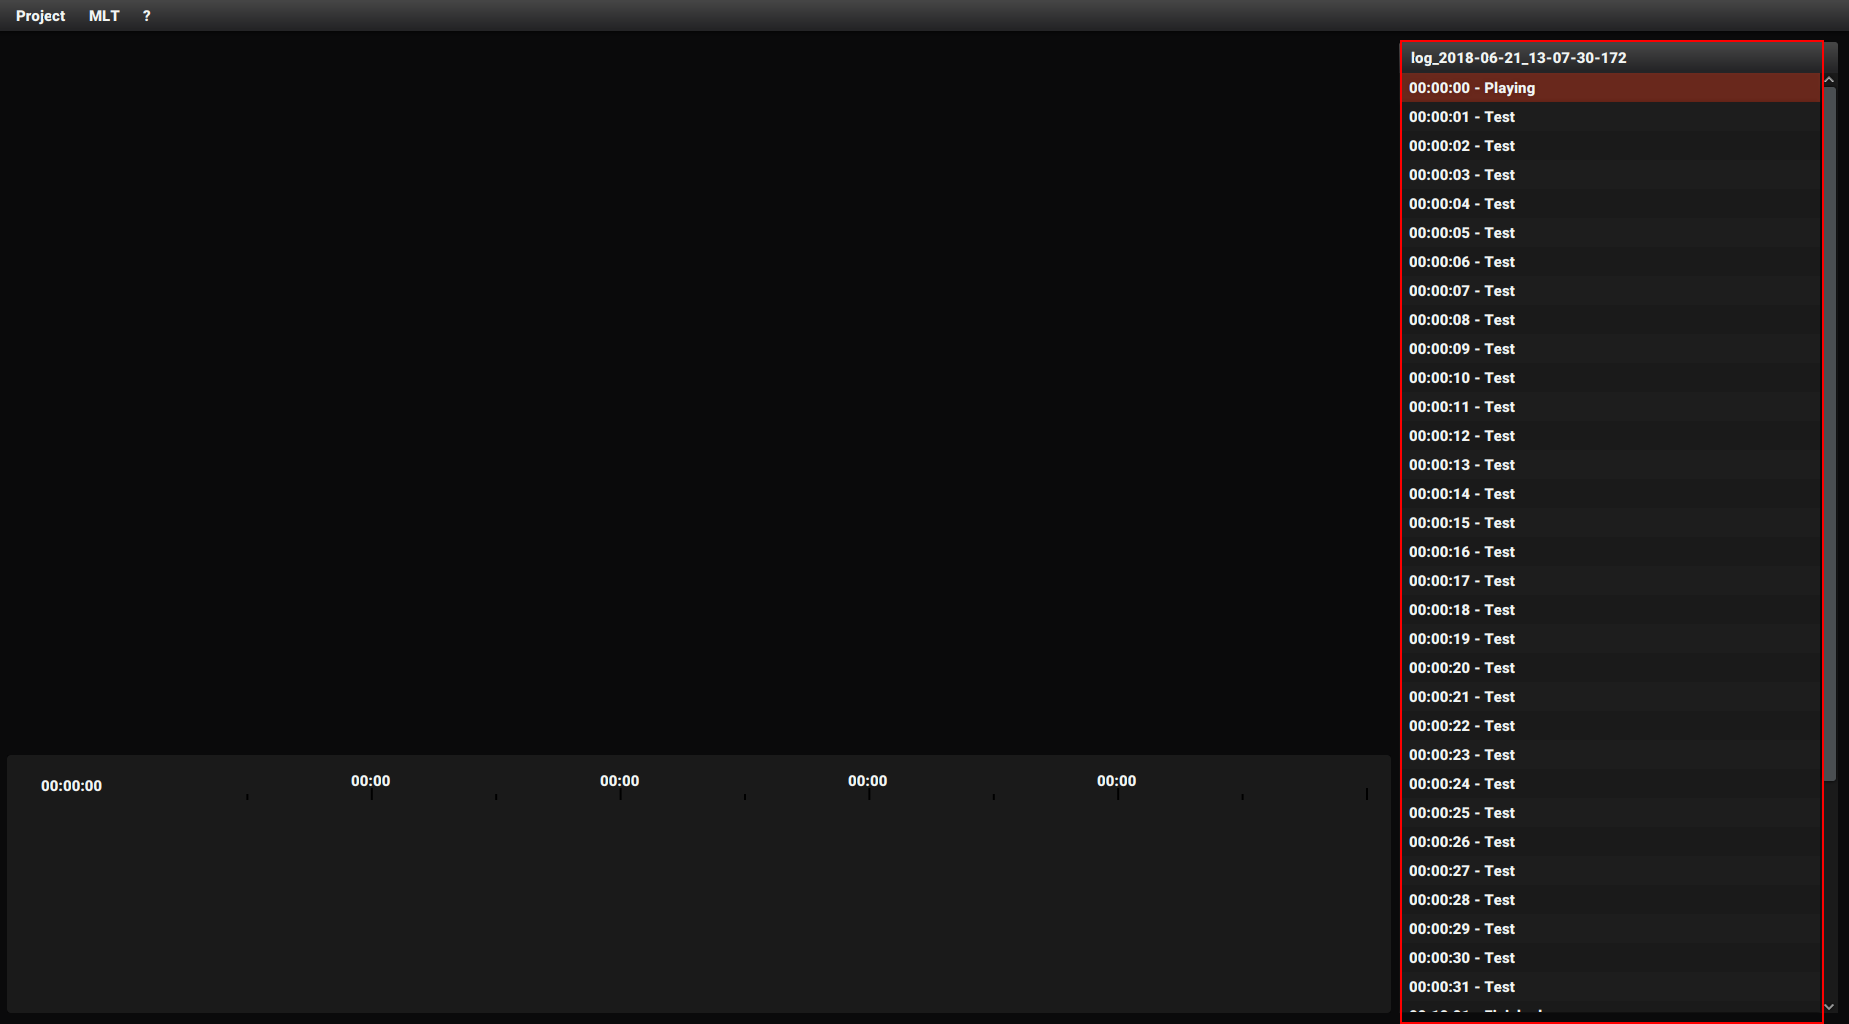 Project MLT ?
log_2018-06-21_13-07-30-172
00:00:00 - Playing
00:00:01 - Test
00:00:02 - Test
00:00:03 - Test
00:00:04 - Test
00:00:05 - Test
00:00:06 - Test
00:00:07 - Test
00:00:08 - Test
00:00:09 - Test
00:00:10 - Test
00:00:11 - Test
00:00:12 - Test
00:00:13 - Test
00:00:14 - Test
00:00:15 - Test
00:00:16 - Test
00:00:17 - Test
00:00:18 - Test
00:00:19 - Test
00:00:20 - Test
00:00:21 - Test
00:00:22 - Test
00:00:23 - Test
00:00:24 - Test
00:00:25 - Test
00:00:26 - Test
00:00:27 - Test
00:00:28 - Test
00:00:29 - Test
00:00:30 - Test
00:00:31 - Test
00:00:00 00:00 00:00 00:00 00:00